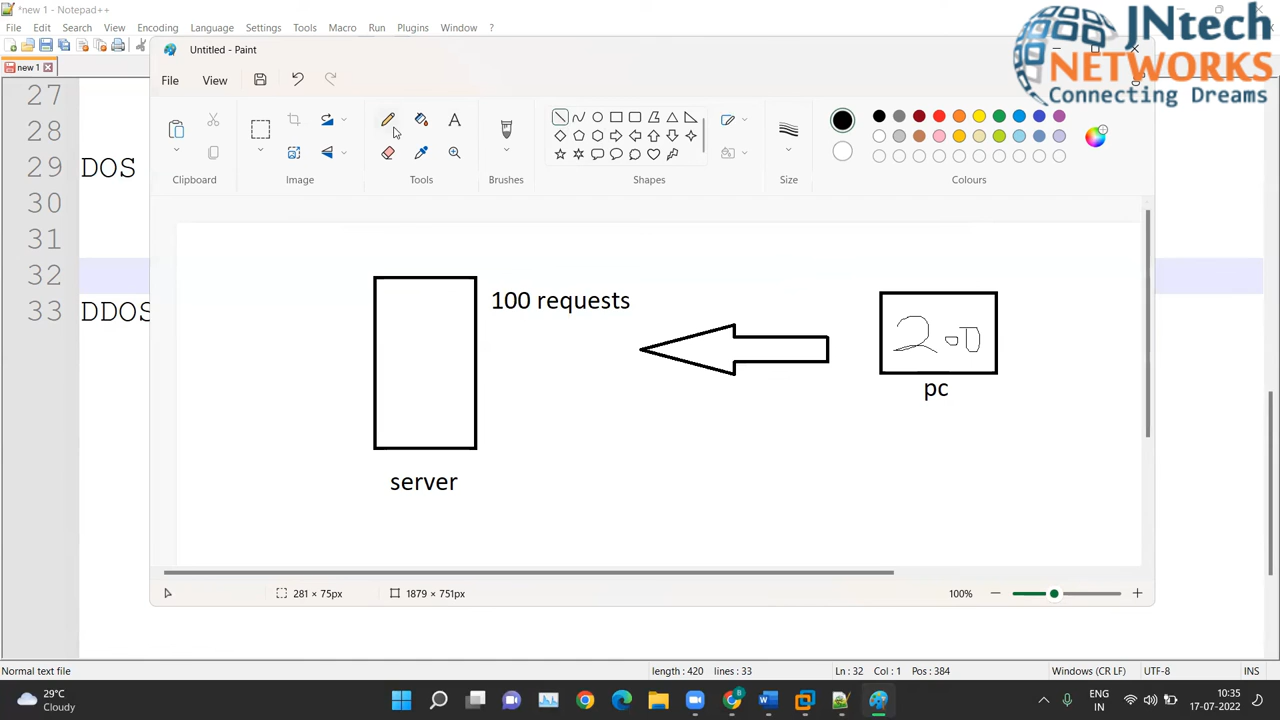 *new 1 - Notepad++
File Edit Search View Encoding Language Settings Tools Macro Run Plugins Window ?
new 1
27
28
29 DOS
30
31
32
33 DDOS
Untitled - Paint
File View
Clipboard Image Tools Brushes Shapes Size Colours
100 requests
pc
server
281 × 75px 1879 × 751px 100%
Normal text file length : 420 lines : 33 Ln : 32 Col : 1 Pos : 384 Windows (CR LF) UTF-8 INS
29°C
Cloudy
ENG
IN
10:35
17-07-2022
JNtech
NETWORKS
Connecting Dreams